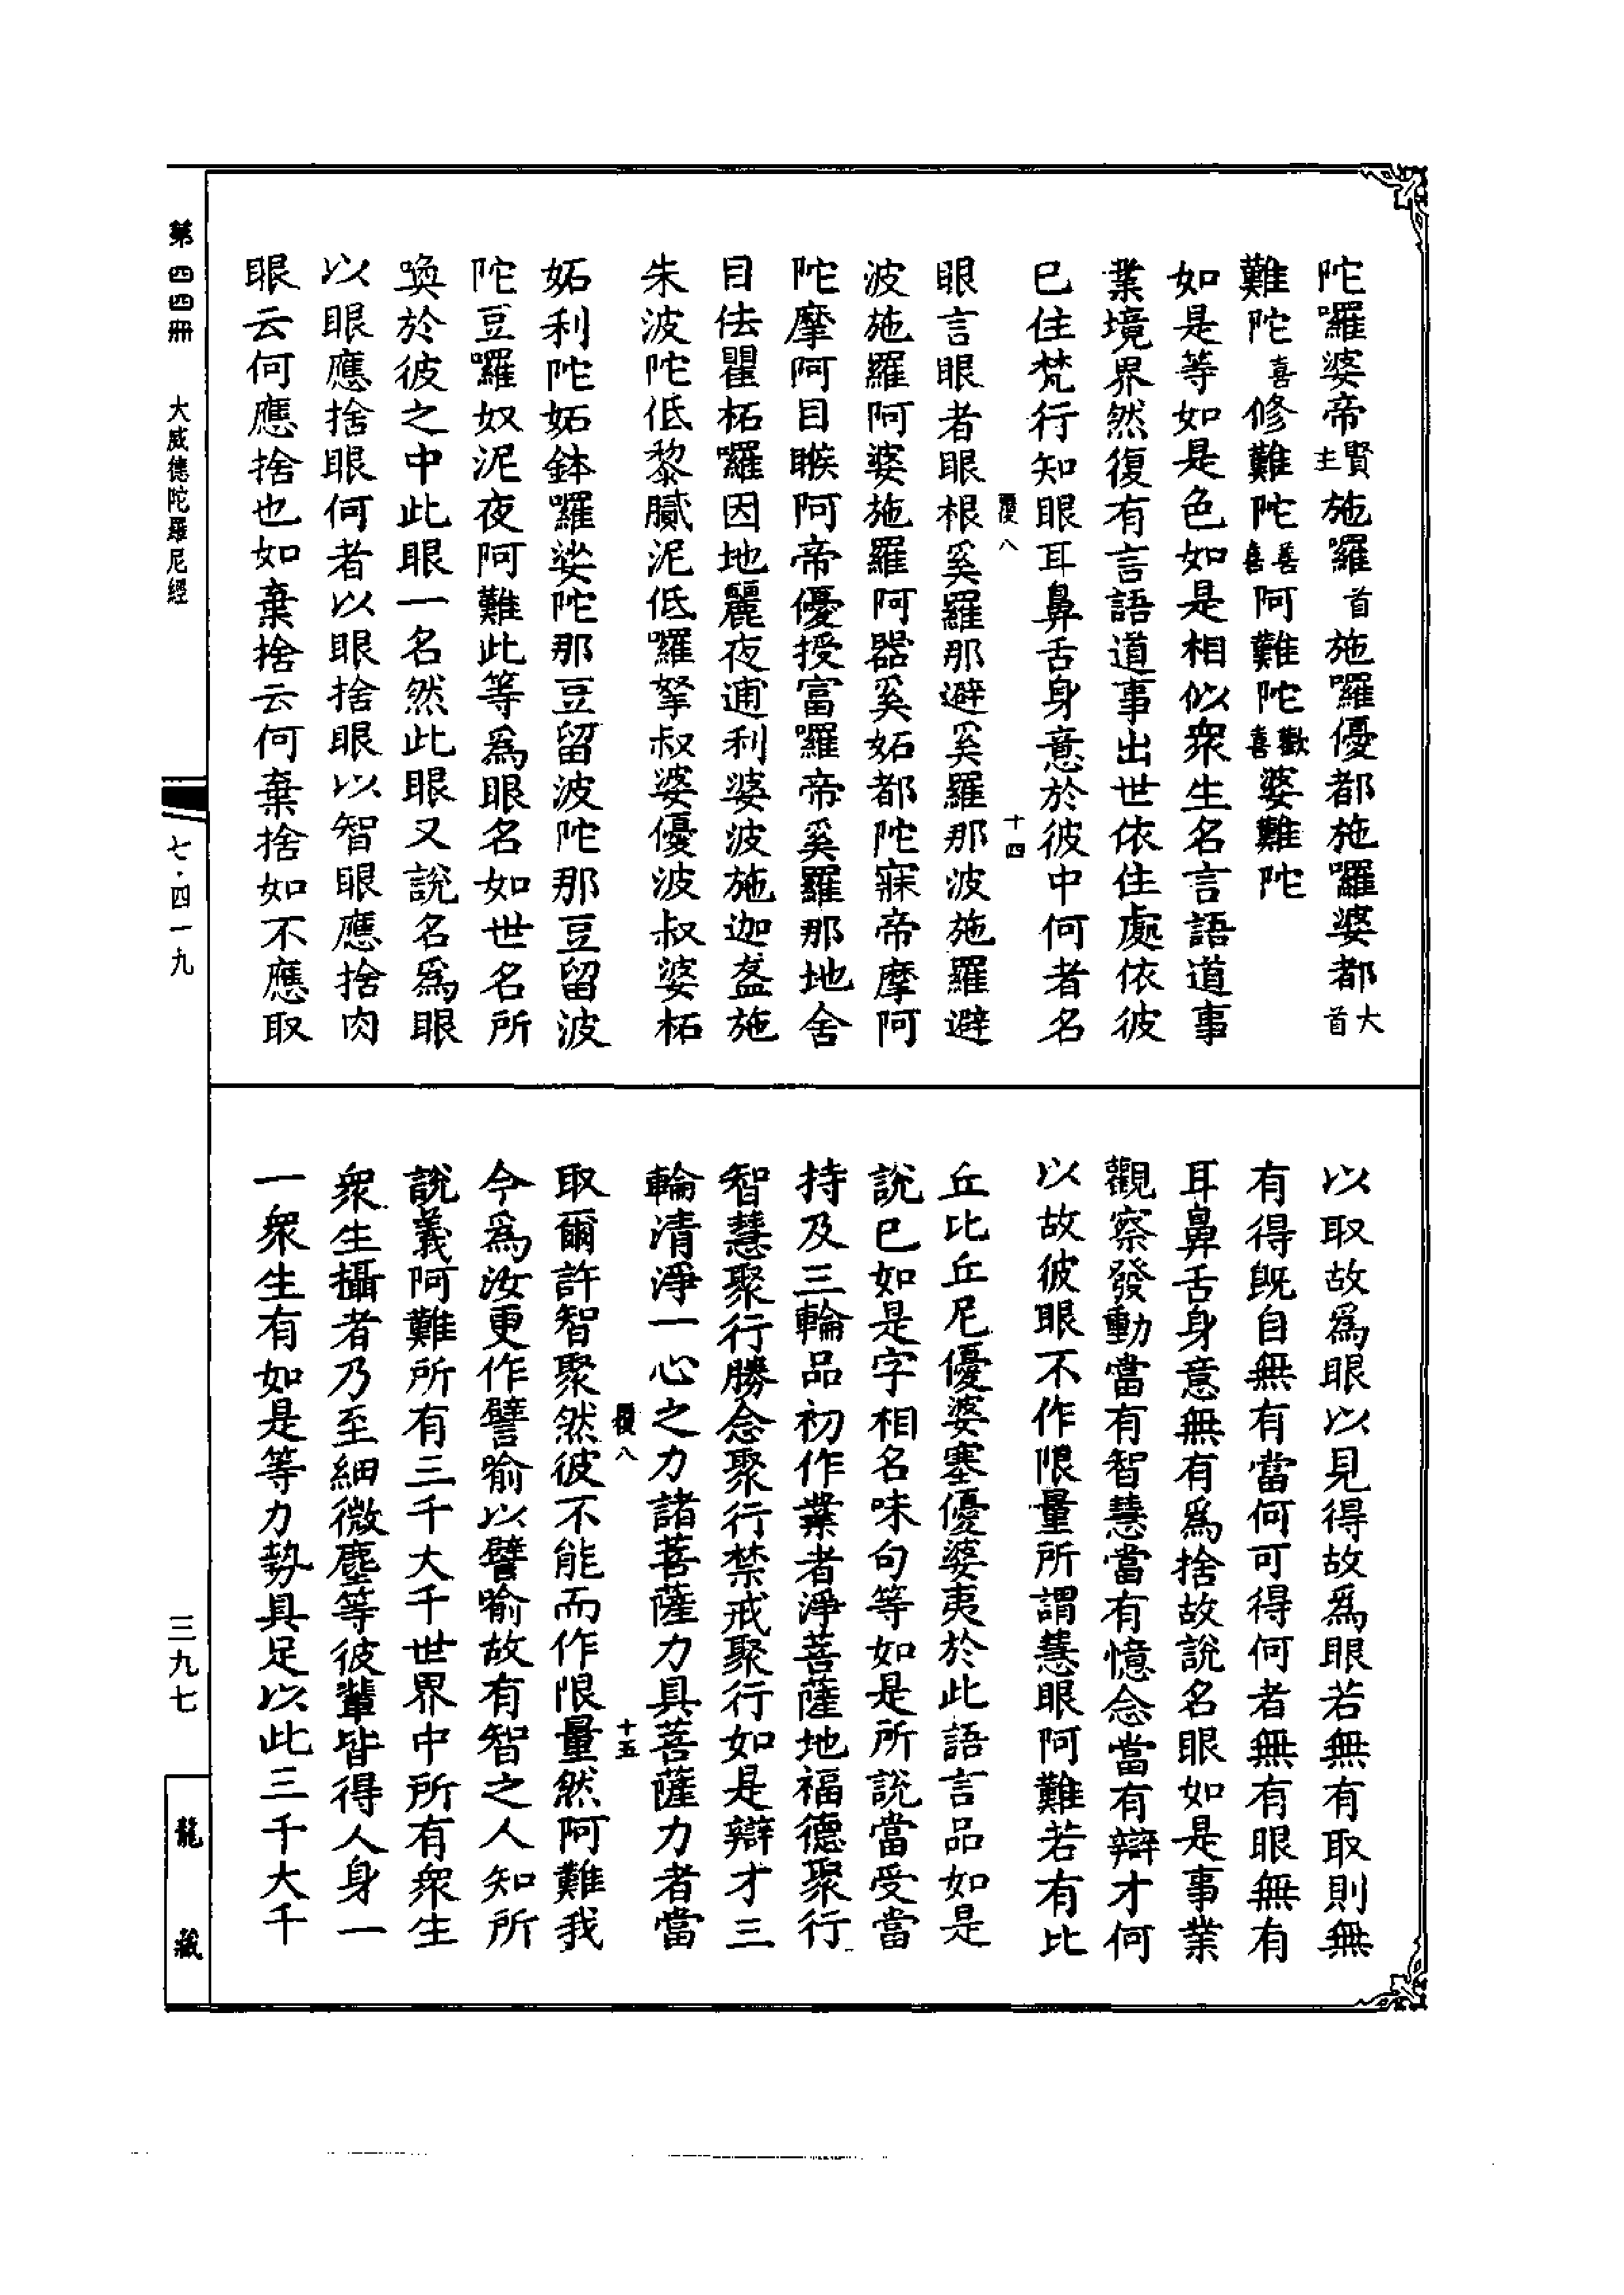 陀囉婆帝賢主施羅首施囉優都施囉婆都大首
難陀喜修難陀善喜阿難陀歡喜婆難陀
如是等如是色如是相似衆生名言語道事
業境界然復有言語道事出世依住處依彼
已住梵行知眼耳鼻舌身意於彼中何者名
覆八 十四
眼言眼者眼根奚羅那避奚羅那波施羅避
波施羅阿婆施羅阿器奚妬都陀寐帝摩阿
陀摩阿目睺阿帝優授富囉帝奚羅那地舍
目佉瞿柘囉因地麗夜逋利婆波施迦盋施
朱波陀低黎膩泥低囉拏叔婆優波叔婆柘
妬利陀妬鉢囉娑陀那豆留波陀那豆留波
陀豆囉奴泥夜阿難此等爲眼名如世名所
喚於彼之中此眼一名然此眼又說名爲眼
以眼應捨眼何者以眼捨眼以智眼應捨肉
眼云何應捨也如棄捨云何棄捨如不應取
第四四冊 大威德陀羅尼經 七·四一九
以取故爲眼以見得故爲眼若無有取則無
有得旣自無有當何可得何者無有眼無有
耳鼻舌身意無有爲捨故說名眼如是事業
觀察發動當有智慧當有憶念當有辯才何
以故彼眼不作限量所謂慧眼阿難若有比
丘比丘尼優婆塞優婆夷於此語言品如是
說已如是字相名味句等如是所說當受當
持及三輪品初作業者淨菩薩地福德聚行
智慧聚行勝念聚行禁戒聚行如是辯才三
輪清淨一心之力諸菩薩力具菩薩力者當
覆八 十五
取爾許智聚然彼不能而作限量然阿難我
今爲汝更作譬喻以譬喻故有智之人知所
說義阿難所有三千大千世界中所有衆生
衆生攝者乃至細微塵等彼輩皆得人身一
一衆生有如是等力勢具足以此三千大千
三九七 龍藏